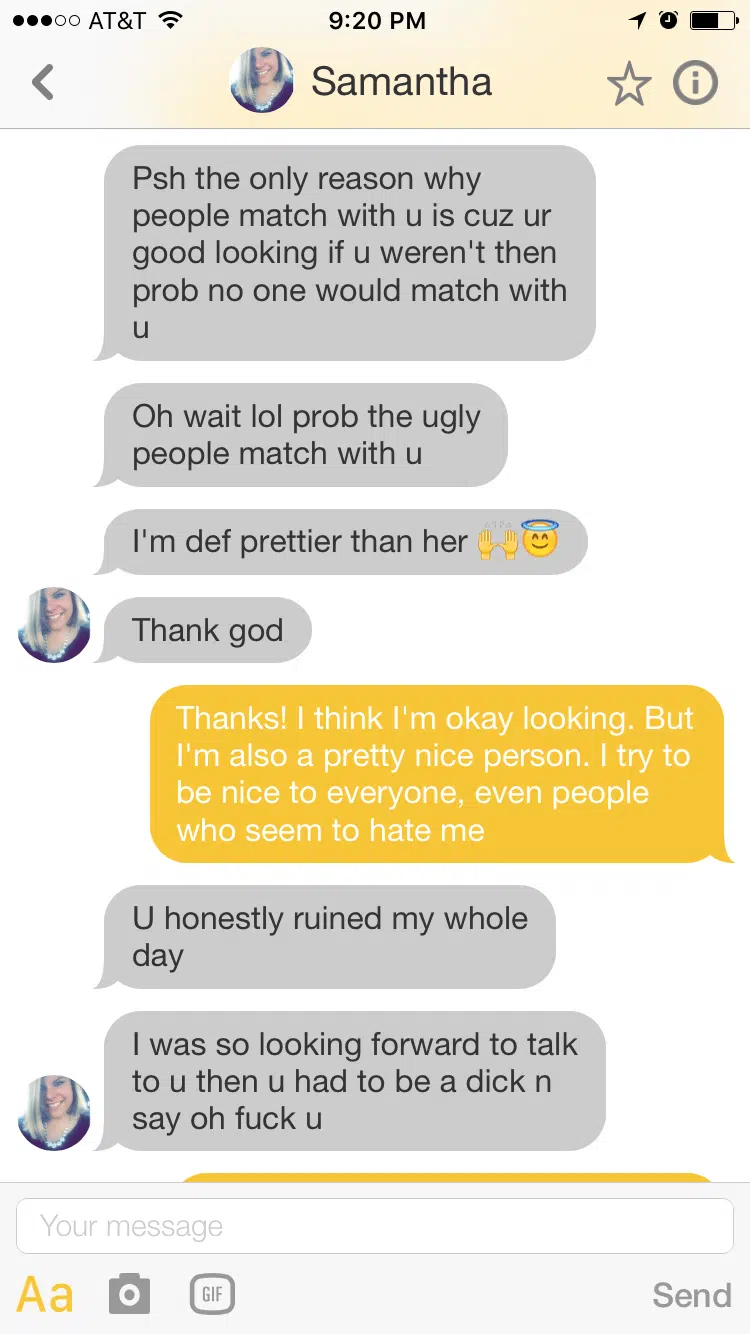 AT&T 9:20 PM
Samantha
Psh the only reason why
people match with u is cuz ur
good looking if u weren't then
prob no one would match with
u
Oh wait lol prob the ugly
people match with u
I'm def prettier than her 🙌😇
Thank god
Thanks! I think I'm okay looking. But
I'm also a pretty nice person. I try to
be nice to everyone, even people
who seem to hate me
U honestly ruined my whole
day
I was so looking forward to talk
to u then u had to be a dick n
say oh fuck u
Your message
Aa GIF Send